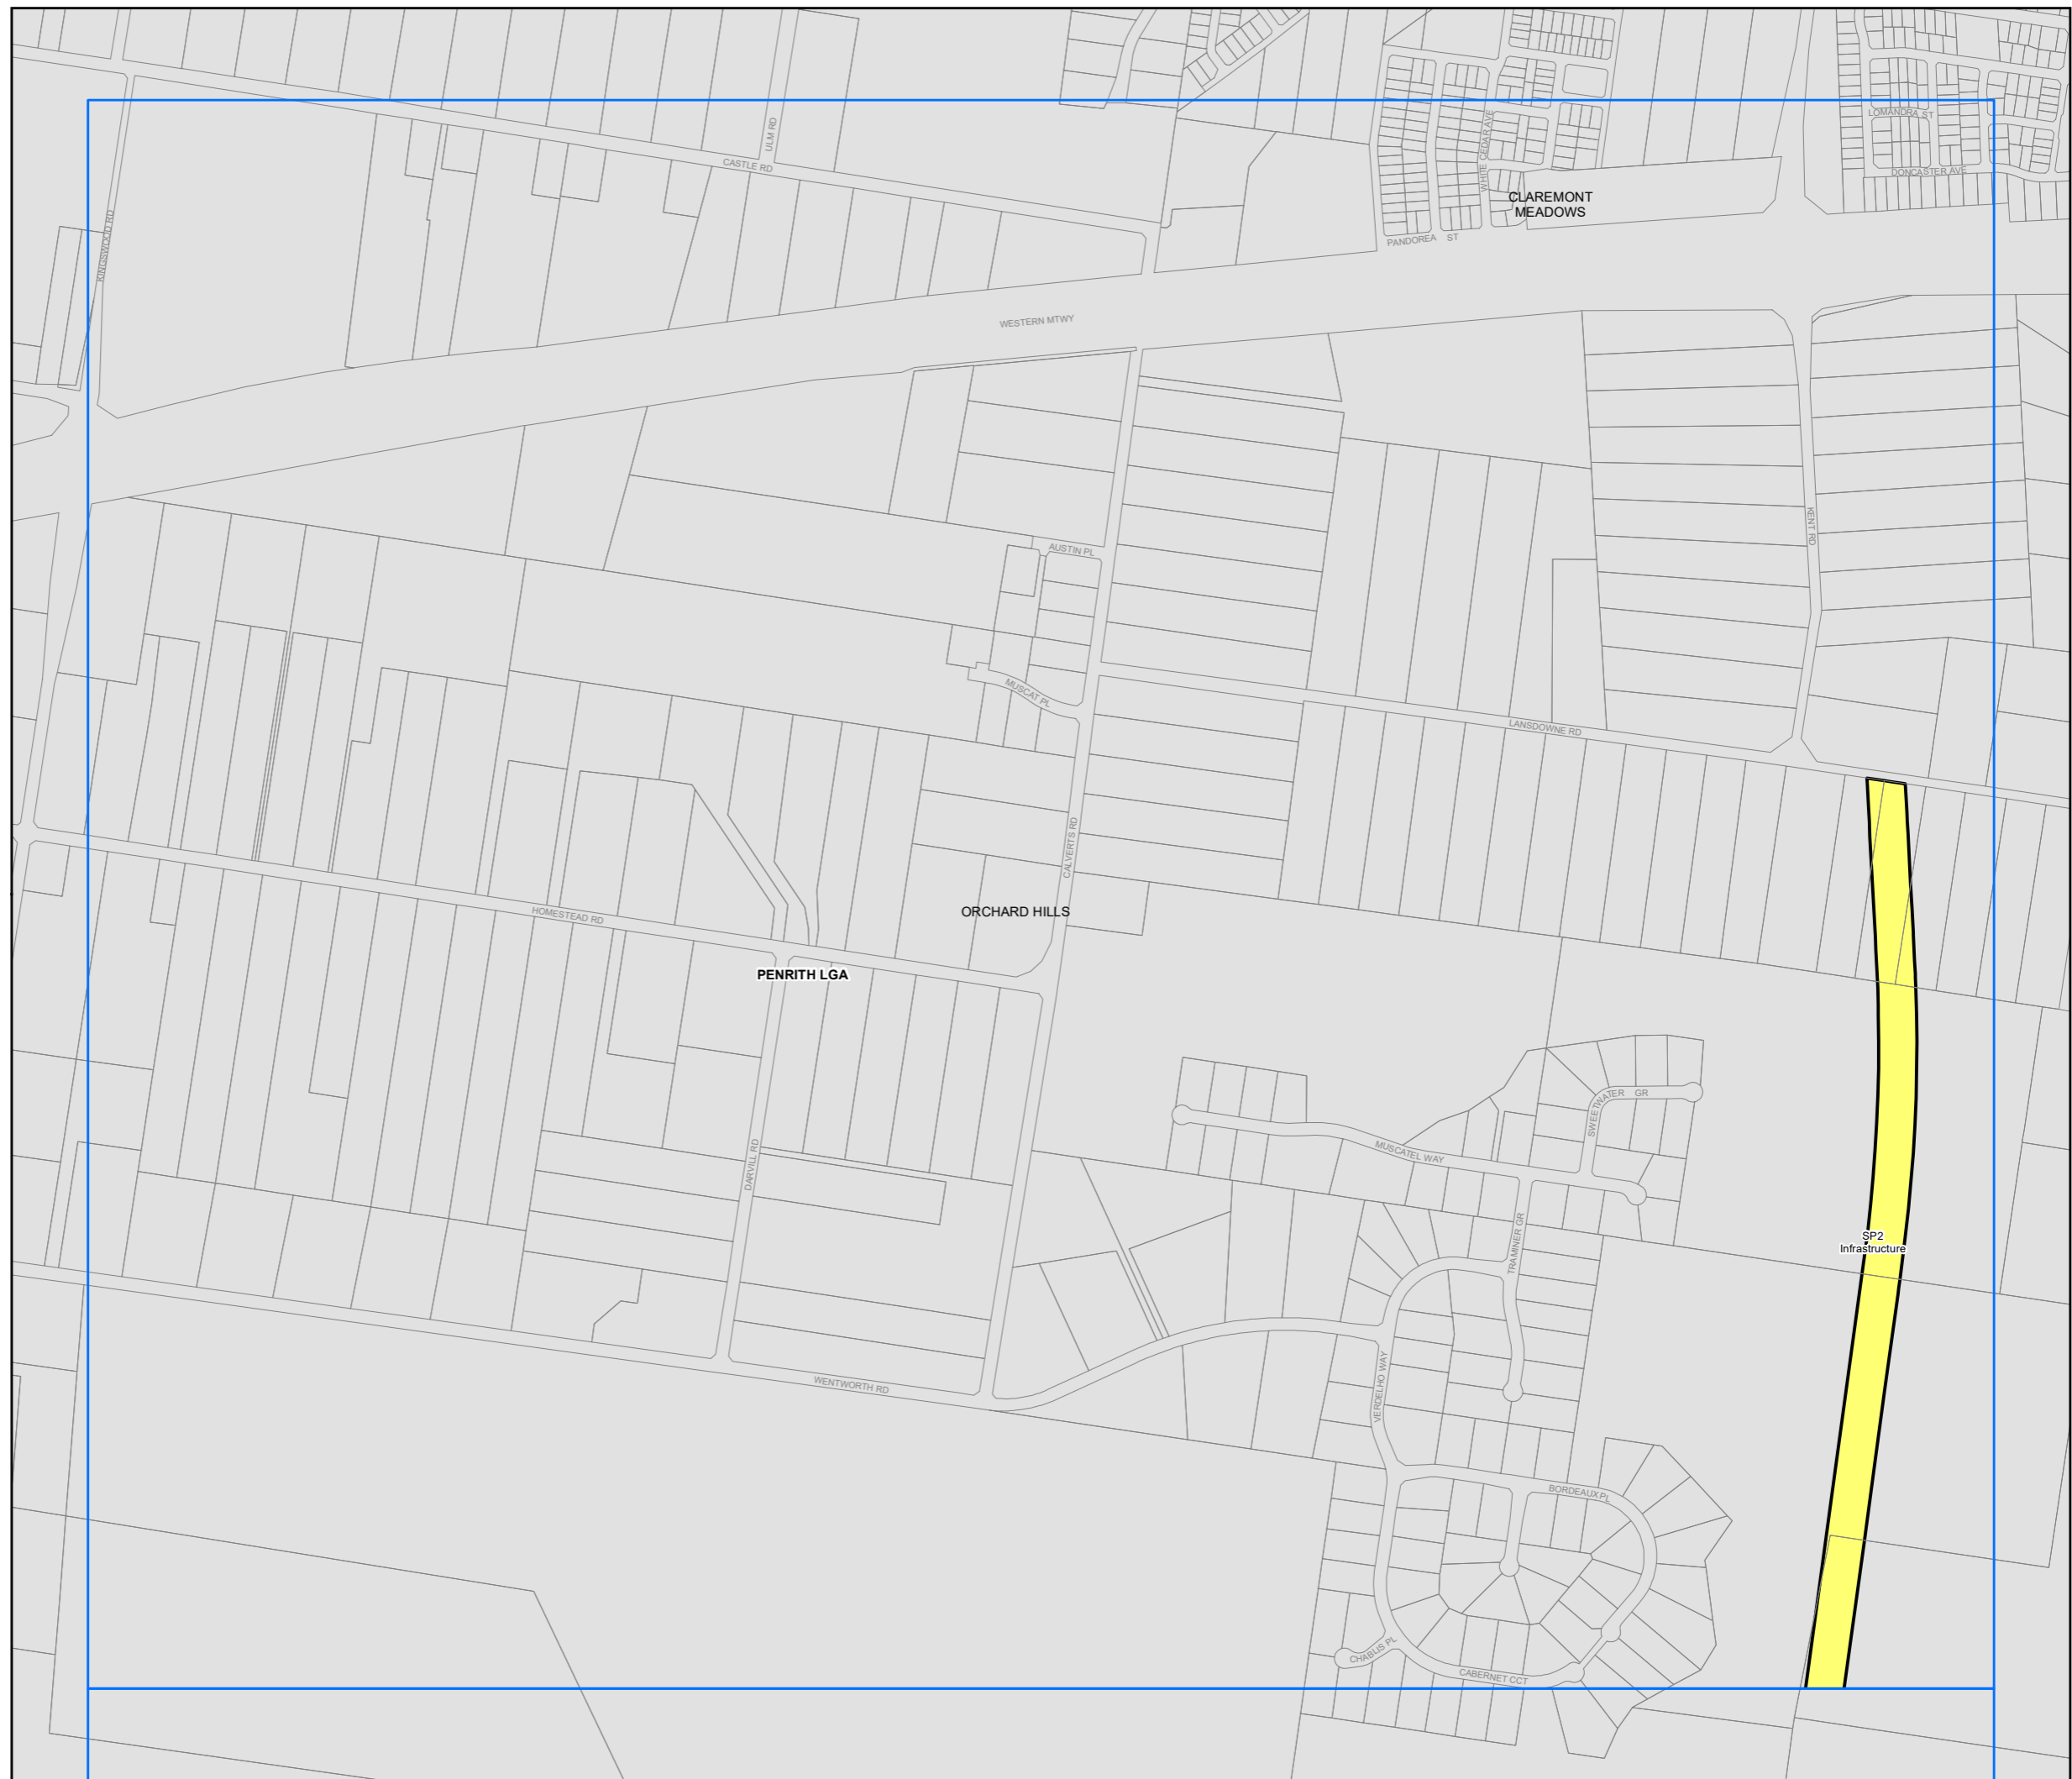 LOMANDRA ST
ULM RD
WHITE CEDAR AVE
CASTLE RD
DONCASTER AVE
CLAREMONT
MEADOWS
KINGSWOOD RD
PANDOREA ST
WESTERN MTWY
KENT RD
AUSTIN PL
MUSCAT PL
LANSDOWNE RD
CALVERTS RD
HOMESTEAD RD
ORCHARD HILLS
PENRITH LGA
SWEETWATER GR
MUSCATEL WAY
DARVILL RD
TRAMINER GR
SP2
Infrastructure
WENTWORTH RD
VERDELHO WAY
BORDEAUX PL
CHABLIS PL
CABERNET CCT